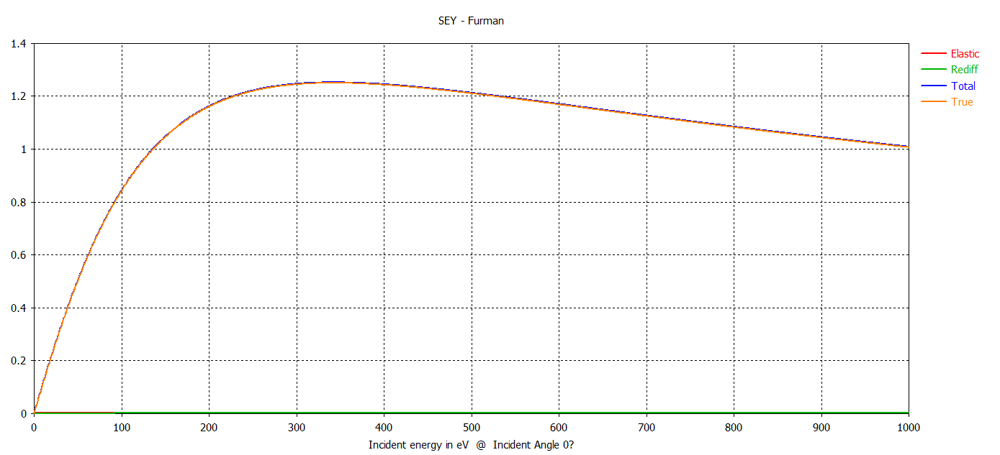 SEY - Furman
1.4
1.2
1
0.8
0.6
0.4
0.2
0
0 100 200 300 400 500 600 700 800 900 1000
Incident energy in eV @ Incident Angle 0?
Elastic
Rediff
Total
True